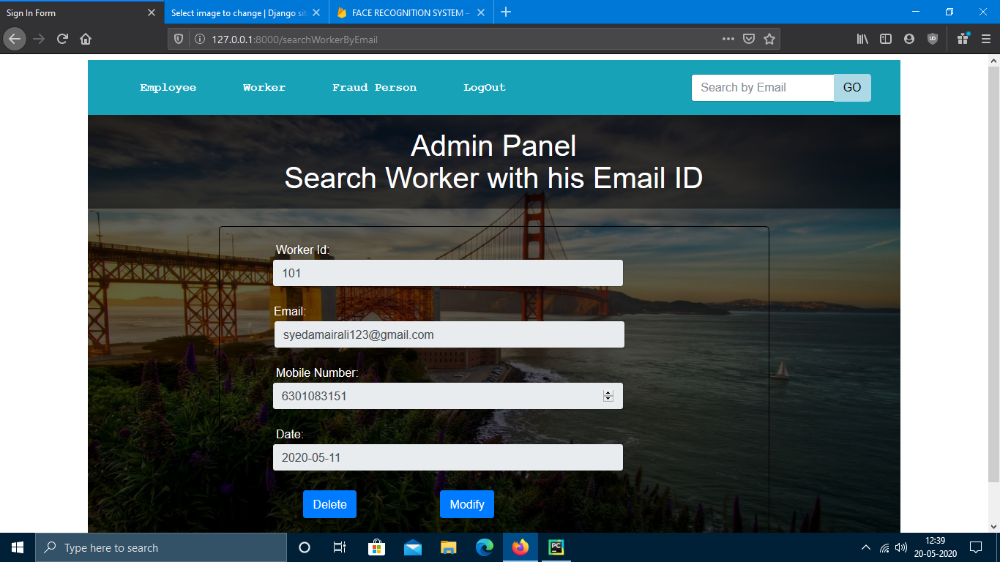 Sign In Form
Select image to change | Django sit
FACE RECOGNITION SYSTEM –
127.0.0.1:8000/searchWorkerByEmail
Employee Worker Fraud Person LogOut
Search by Email GO
Admin Panel
Search Worker with his Email ID
Worker Id:
101
Email:
syedamairali123@gmail.com
Mobile Number:
6301083151
Date:
2020-05-11
Delete Modify
Type here to search
PC
12:39
20-05-2020